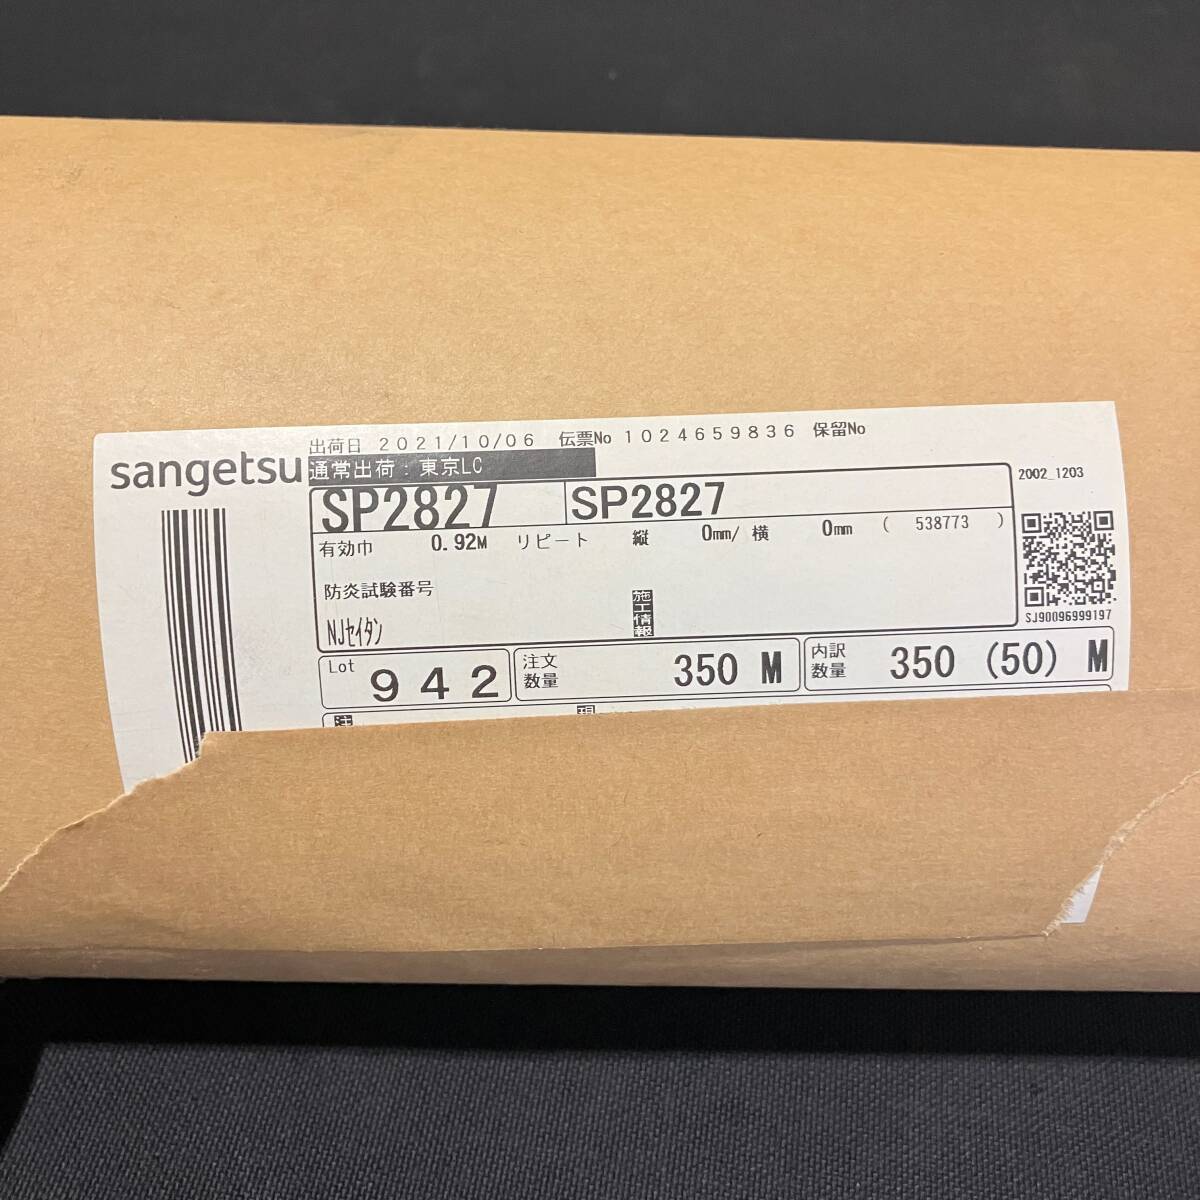 出荷日 2021/10/06 伝票No 1024659836 保留No
sangetsu 通常出荷：東京LC
2002_1203
SP2827 SP2827
有効巾 0.92M リピート 縦 0mm/ 横 0mm ( 538773 )
防炎試験番号
施工情報
NJセイタン
SJ90096999197
Lot 942 注文数量 350 M 内訳数量 350 (50) M
注